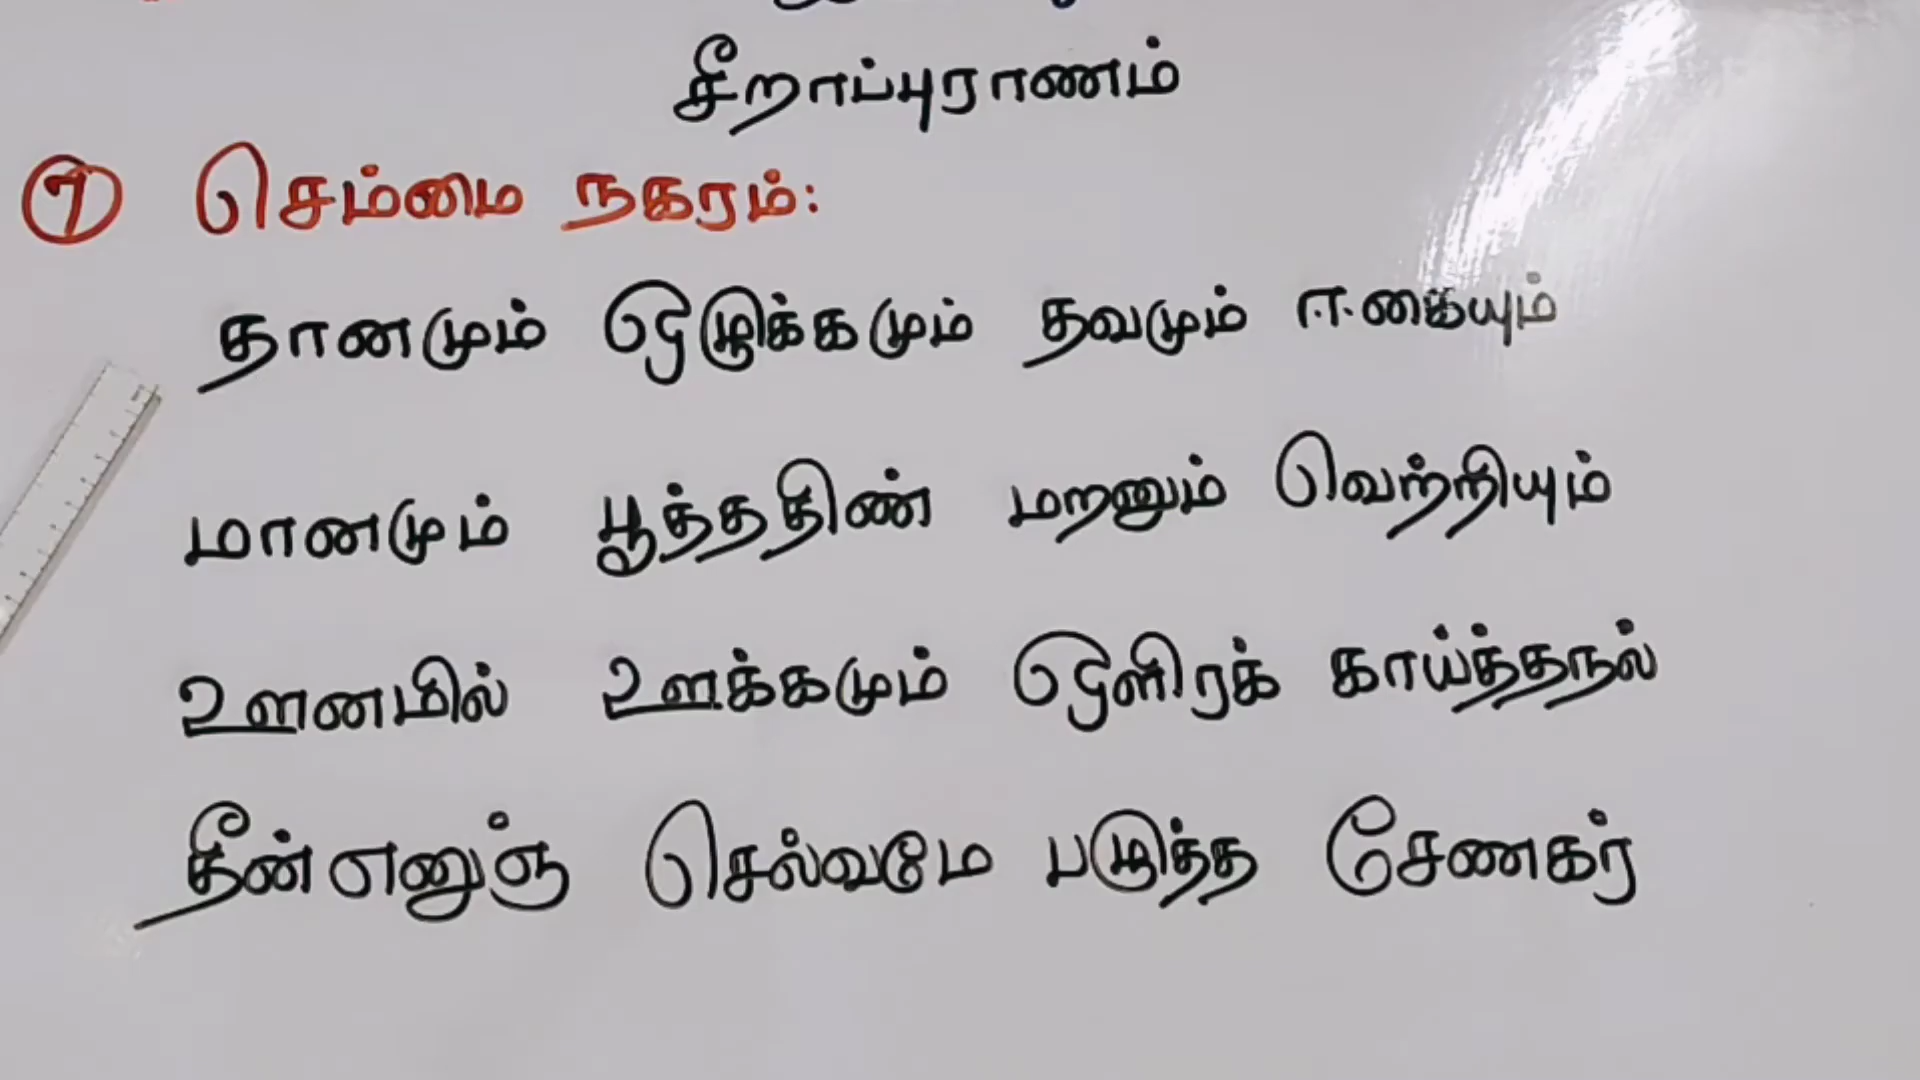 சீறாப்புராணம்
7 செம்மை நகரம்:
தானமும் ஒழுக்கமும் தவமும் ஈகையும்
மானமும் பூத்ததிண் மறனும் வெற்றியும்
ஊனமில் ஊக்கமும் ஒளிரக் காய்த்தநல்
தீன்எனுஞ் செல்வமே பழுத்த சேணகர்